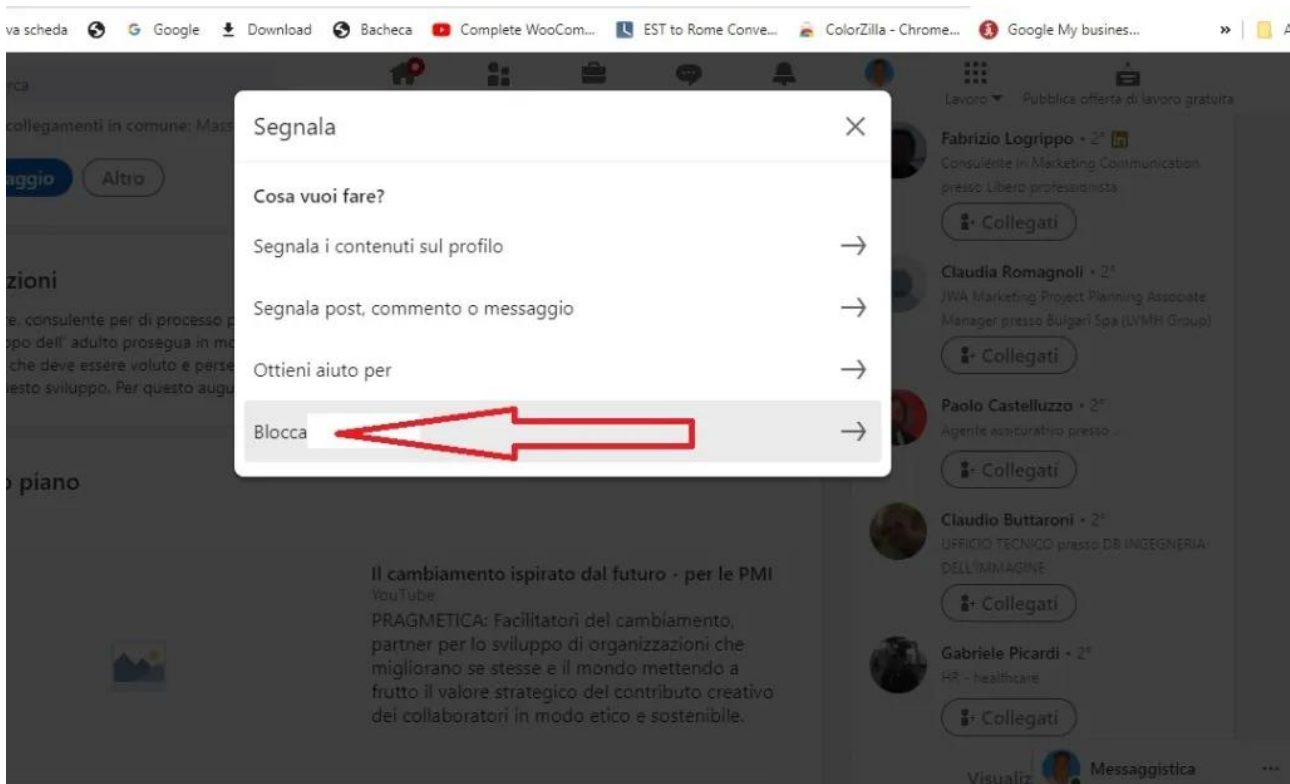 va scheda Google Download Bacheca Complete WooCom... EST to Rome Conve... ColorZilla - Chrome... Google My busines... » A
rca
Lavoro Pubblica offerta di lavoro gratuita
collegamenti in comune: Mass
aggio Altro
zioni
re, consulente per di processo p
ppo dell' adulto prosegua in mo
che deve essere voluto e perse
esto sviluppo. Per questo augu
o piano
Segnala
Cosa vuoi fare?
Segnala i contenuti sul profilo
Segnala post, commento o messaggio
Ottieni aiuto per
Blocca
Il cambiamento ispirato dal futuro - per le PMI
YouTube
PRAGMETICA: Facilitatori del cambiamento,
partner per lo sviluppo di organizzazioni che
migliorano se stesse e il mondo mettendo a
frutto il valore strategico del contributo creativo
dei collaboratori in modo etico e sostenibile.
Fabrizio Logrippo • 2° in
Consulente in Marketing Communication
presso Libero professionista
Collegati
Claudia Romagnoli • 2°
JWA Marketing Project Planning Associate
Manager presso Bulgari Spa (LVMH Group)
Collegati
Paolo Castelluzzo • 2°
Agente assicurativo presso ..
Collegati
Claudio Buttaroni • 2°
UFFICIO TECNICO presso DB INGEGNERIA
DELL'IMMAGINE
Collegati
Gabriele Picardi • 2°
HR - healthcare
Collegati
Visualiz
Messaggistica